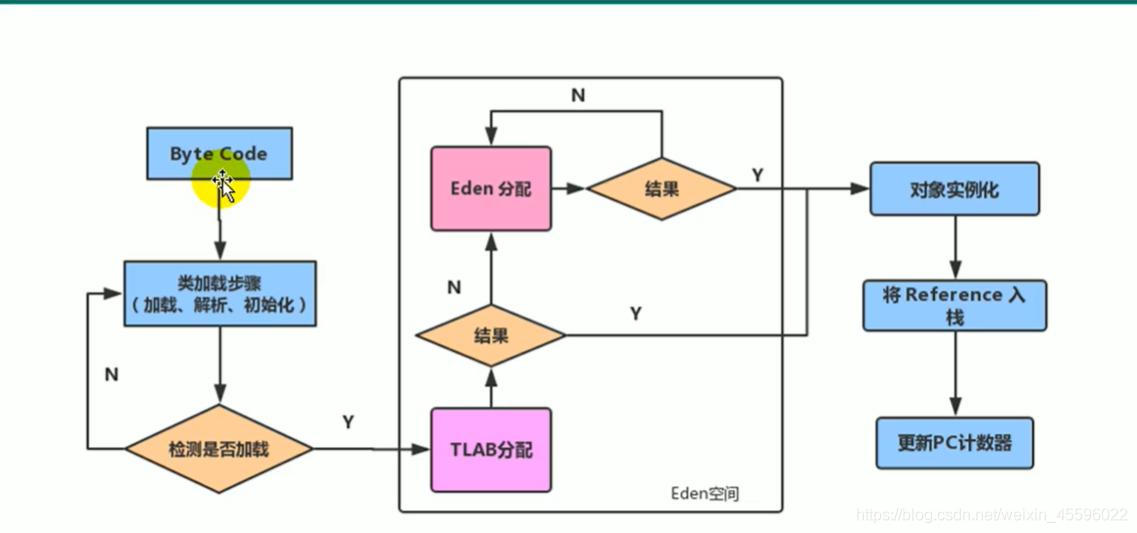 Byte Code
类加载步骤
（加载、解析、初始化）
N
检测是否加载
Y
N
Eden 分配
结果
Y
N
结果
Y
TLAB分配
Eden空间
对象实例化
将 Reference 入
栈
更新PC计数器
https://blog.csdn.net/weixin_45596022